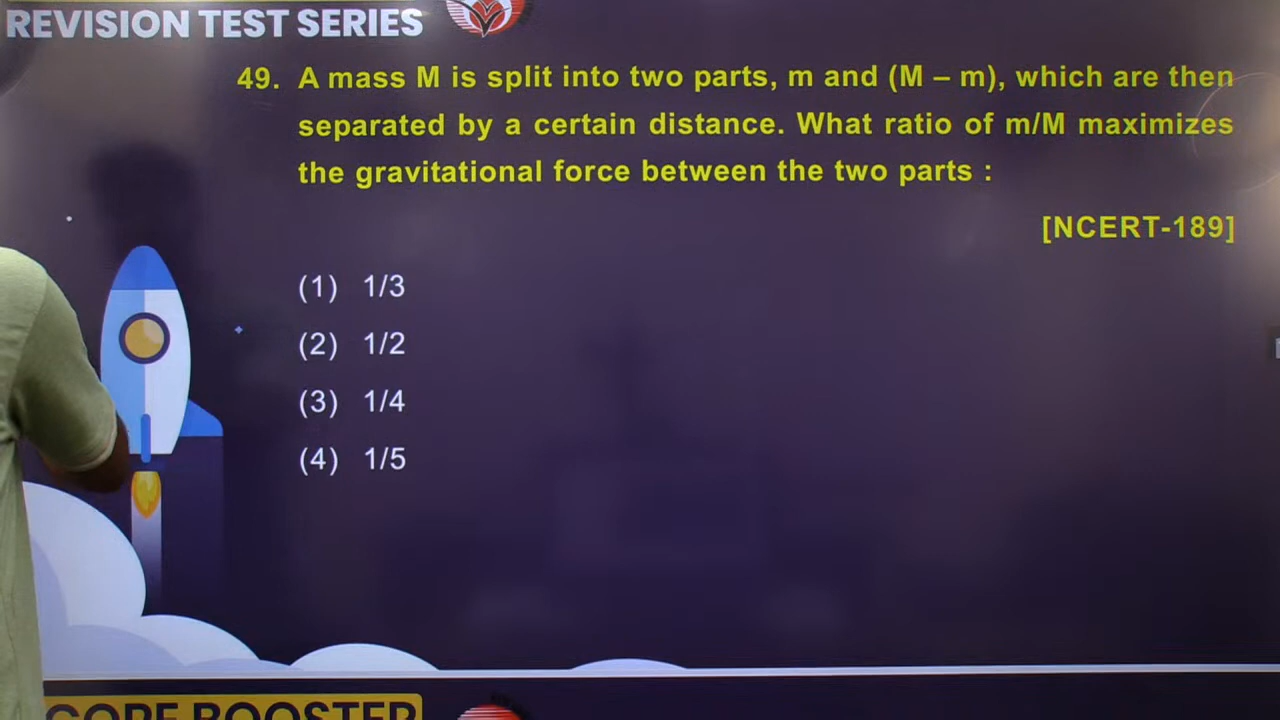 REVISION TEST SERIES
49. A mass M is split into two parts, m and (M – m), which are then
separated by a certain distance. What ratio of m/M maximizes
the gravitational force between the two parts :
[NCERT-189]
(1) 1/3
(2) 1/2
(3) 1/4
(4) 1/5